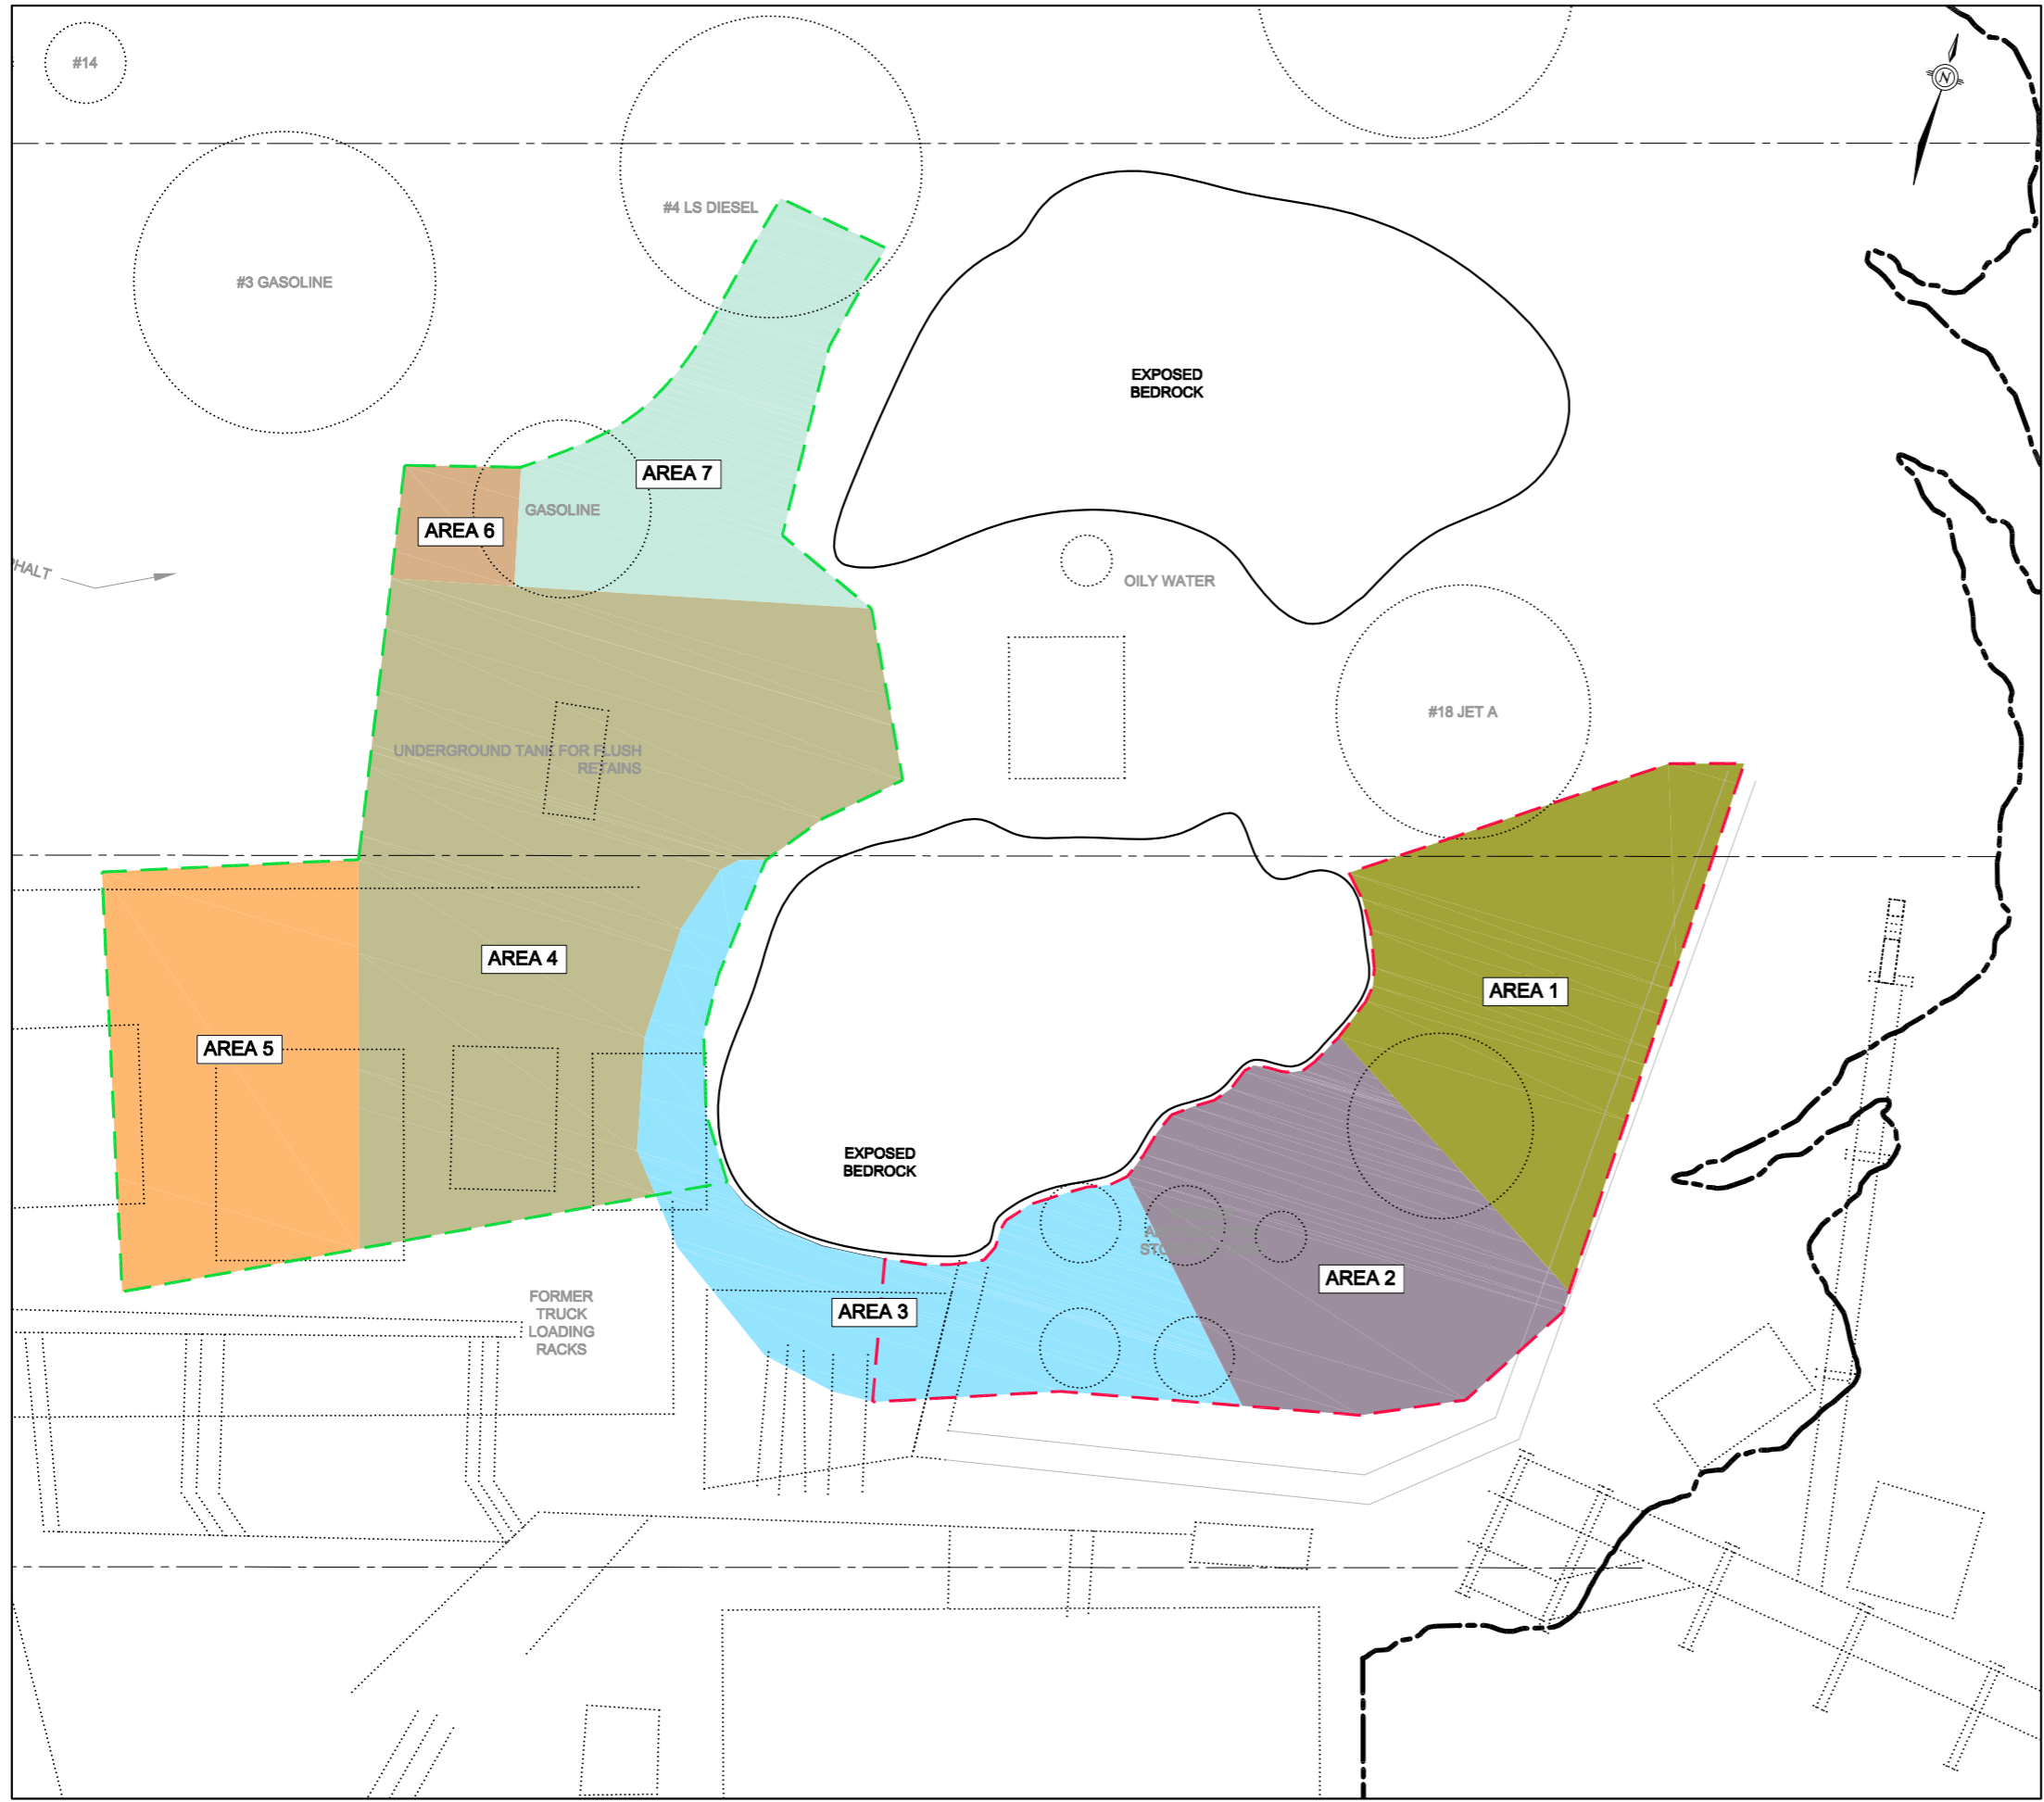 #14
N
#4 LS DIESEL
#3 GASOLINE
EXPOSED
BEDROCK
AREA 7
GASOLINE
AREA 6
OILY WATER
#18 JET A
UNDERGROUND TANK FOR FLUSH
RETAINS
AREA 4
AREA 1
AREA 5
EXPOSED
BEDROCK
AREA 2
AREA 3
FORMER
TRUCK
LOADING
RACKS